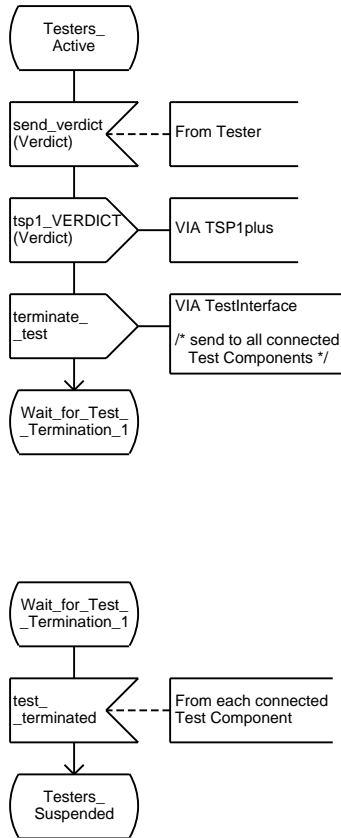 Testers_
Active
send_verdict
(Verdict)
From Tester
tsp1_VERDICT
(Verdict)
VIA TSP1plus
terminate_
_test
VIA TestInterface
/* send to all connected
Test Components */
Wait_for_Test_
_Termination_1
Wait_for_Test_
_Termination_1
test_
_terminated
From each connected
Test Component
Testers_
Suspended